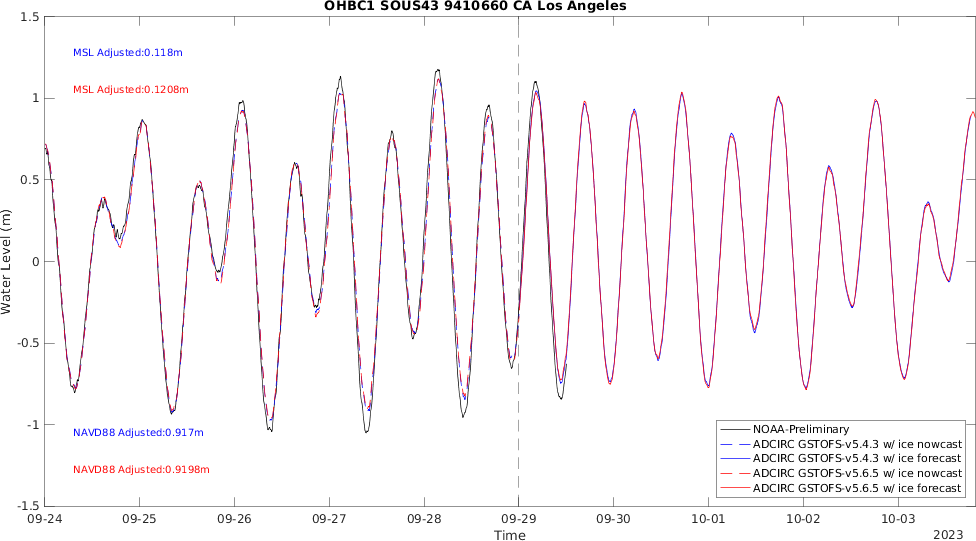 OHBC1 SOUS43 9410660 CA Los Angeles
1.5
1
0.5
0
-0.5
-1
-1.5
Water Level (m)
MSL Adjusted:0.118m
MSL Adjusted:0.1208m
NAVD88 Adjusted:0.917m
NAVD88 Adjusted:0.9198m
NOAA-Preliminary
ADCIRC GSTOFS-v5.4.3 w/ ice nowcast
ADCIRC GSTOFS-v5.4.3 w/ ice forecast
ADCIRC GSTOFS-v5.6.5 w/ ice nowcast
ADCIRC GSTOFS-v5.6.5 w/ ice forecast
09-24 09-25 09-26 09-27 09-28 09-29 09-30 10-01 10-02 10-03
Time
2023